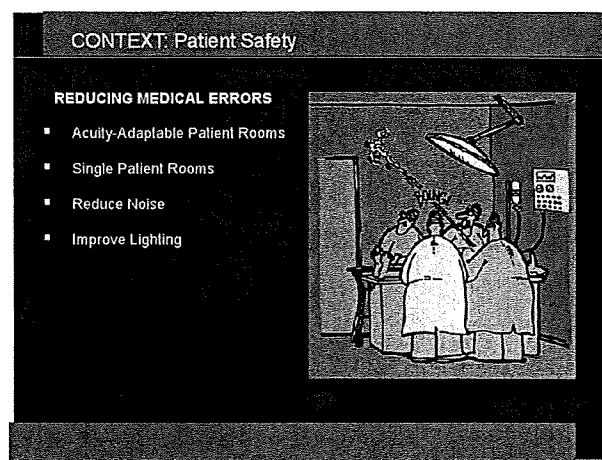 CONTEXT: Patient Safety
REDUCING MEDICAL ERRORS
Acuity-Adaptable Patient Rooms
Single Patient Rooms
Reduce Noise
Improve Lighting